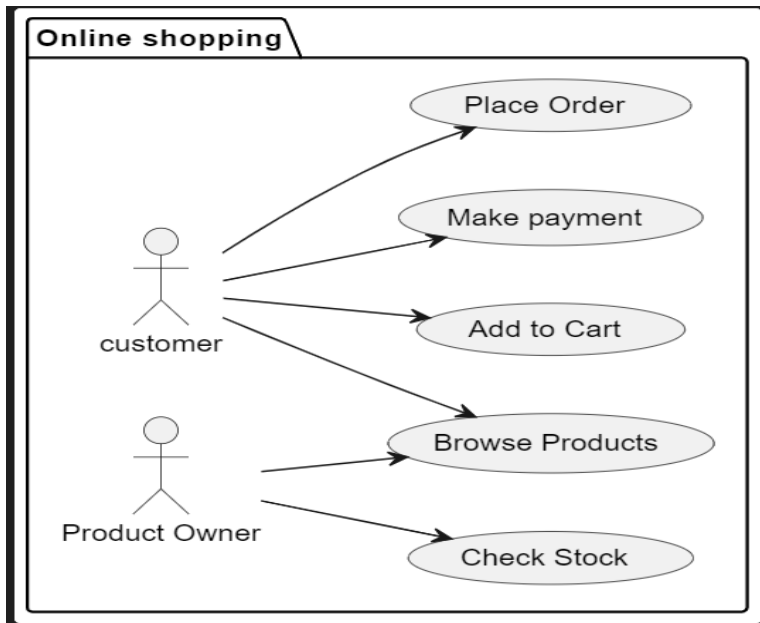 Online shopping
Place Order
Make payment
customer
Add to Cart
Browse Products
Product Owner
Check Stock